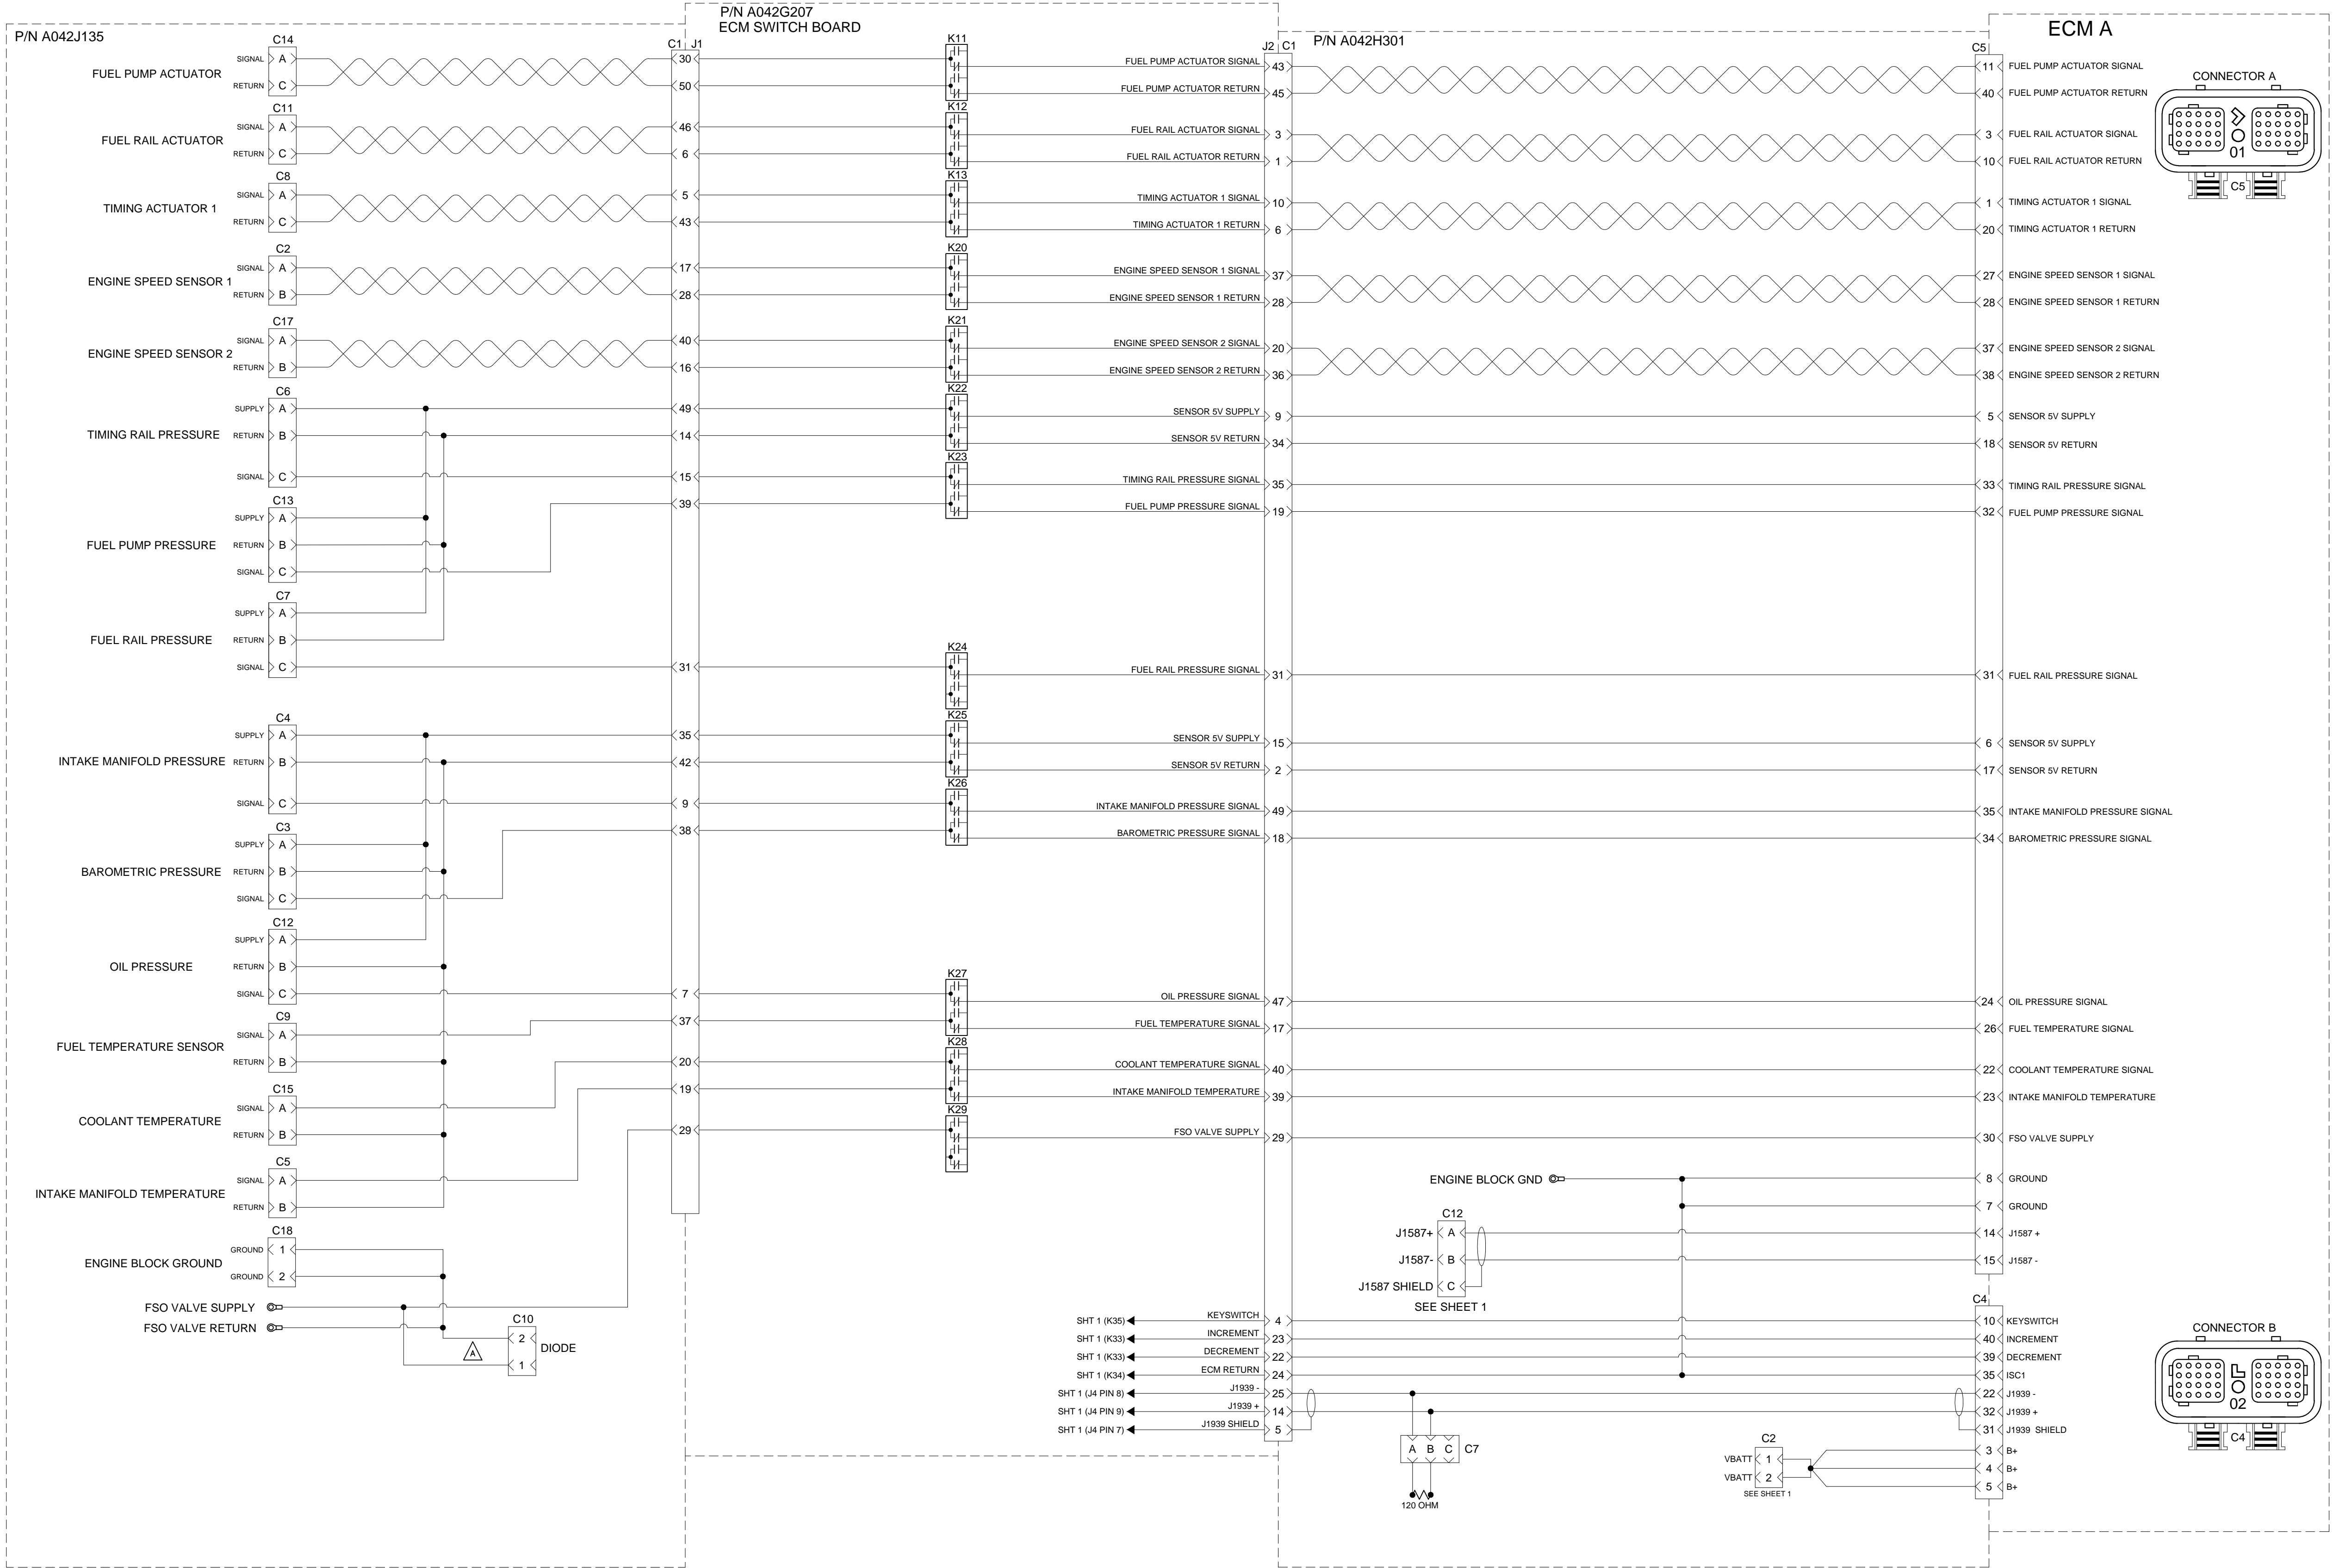 P/N A042J135
P/N A042G207
ECM SWITCH BOARD
P/N A042H301
ECM A
C1 J1
J2 C1
C5
C14
FUEL PUMP ACTUATOR
SIGNAL A
RETURN C
30
50
K11
FUEL PUMP ACTUATOR SIGNAL 43
FUEL PUMP ACTUATOR RETURN 45
11 FUEL PUMP ACTUATOR SIGNAL
40 FUEL PUMP ACTUATOR RETURN
C11
FUEL RAIL ACTUATOR
SIGNAL A
RETURN C
46
6
K12
FUEL RAIL ACTUATOR SIGNAL 3
FUEL RAIL ACTUATOR RETURN 1
3 FUEL RAIL ACTUATOR SIGNAL
10 FUEL RAIL ACTUATOR RETURN
C8
TIMING ACTUATOR 1
SIGNAL A
RETURN C
5
43
K13
TIMING ACTUATOR 1 SIGNAL 10
TIMING ACTUATOR 1 RETURN 6
1 TIMING ACTUATOR 1 SIGNAL
20 TIMING ACTUATOR 1 RETURN
C2
ENGINE SPEED SENSOR 1
SIGNAL A
RETURN B
17
28
K20
ENGINE SPEED SENSOR 1 SIGNAL 37
ENGINE SPEED SENSOR 1 RETURN 28
27 ENGINE SPEED SENSOR 1 SIGNAL
28 ENGINE SPEED SENSOR 1 RETURN
C17
ENGINE SPEED SENSOR 2
SIGNAL A
RETURN B
40
16
K21
ENGINE SPEED SENSOR 2 SIGNAL 20
ENGINE SPEED SENSOR 2 RETURN 36
37 ENGINE SPEED SENSOR 2 SIGNAL
38 ENGINE SPEED SENSOR 2 RETURN
C6
TIMING RAIL PRESSURE
SUPPLY A
RETURN B
SIGNAL C
49
14
15
39
K22
SENSOR 5V SUPPLY 9
SENSOR 5V RETURN 34
5 SENSOR 5V SUPPLY
18 SENSOR 5V RETURN
K23
TIMING RAIL PRESSURE SIGNAL 35
FUEL PUMP PRESSURE SIGNAL 19
33 TIMING RAIL PRESSURE SIGNAL
32 FUEL PUMP PRESSURE SIGNAL
C13
FUEL PUMP PRESSURE
SUPPLY A
RETURN B
SIGNAL C
C7
FUEL RAIL PRESSURE
SUPPLY A
RETURN B
SIGNAL C
31
K24
FUEL RAIL PRESSURE SIGNAL 31
31 FUEL RAIL PRESSURE SIGNAL
C4
INTAKE MANIFOLD PRESSURE
SUPPLY A
RETURN B
SIGNAL C
35
42
9
38
K25
SENSOR 5V SUPPLY 15
SENSOR 5V RETURN 2
6 SENSOR 5V SUPPLY
17 SENSOR 5V RETURN
K26
INTAKE MANIFOLD PRESSURE SIGNAL 49
BAROMETRIC PRESSURE SIGNAL 18
35 INTAKE MANIFOLD PRESSURE SIGNAL
34 BAROMETRIC PRESSURE SIGNAL
C3
BAROMETRIC PRESSURE
SUPPLY A
RETURN B
SIGNAL C
C12
OIL PRESSURE
SUPPLY A
RETURN B
SIGNAL C
7
37
K27
OIL PRESSURE SIGNAL 47
FUEL TEMPERATURE SIGNAL 17
24 OIL PRESSURE SIGNAL
26 FUEL TEMPERATURE SIGNAL
C9
FUEL TEMPERATURE SENSOR
SIGNAL A
RETURN B
20
19
K28
COOLANT TEMPERATURE SIGNAL 40
INTAKE MANIFOLD TEMPERATURE 39
22 COOLANT TEMPERATURE SIGNAL
23 INTAKE MANIFOLD TEMPERATURE
C15
COOLANT TEMPERATURE
SIGNAL A
RETURN B
29
K29
FSO VALVE SUPPLY 29
30 FSO VALVE SUPPLY
C5
INTAKE MANIFOLD TEMPERATURE
SIGNAL A
RETURN B
C18
ENGINE BLOCK GROUND
GROUND 1
GROUND 2
FSO VALVE SUPPLY
FSO VALVE RETURN
A
C10
2
1
DIODE
ENGINE BLOCK GND
8 GROUND
7 GROUND
C12
J1587+ A
J1587- B
J1587 SHIELD C
SEE SHEET 1
14 J1587 +
15 J1587 -
C4
SHT 1 (K35) KEYSWITCH 4
SHT 1 (K33) INCREMENT 23
SHT 1 (K33) DECREMENT 22
SHT 1 (K34) ECM RETURN 24
SHT 1 (J4 PIN 8) J1939 - 25
SHT 1 (J4 PIN 9) J1939 + 14
SHT 1 (J4 PIN 7) J1939 SHIELD 5
10 KEYSWITCH
40 INCREMENT
39 DECREMENT
35 ISC1
22 J1939 -
32 J1939 +
31 J1939 SHIELD
3 B+
4 B+
5 B+
A B C C7
120 OHM
C2
VBATT 1
VBATT 2
SEE SHEET 1
CONNECTOR A
01
C5
CONNECTOR B
02
C4